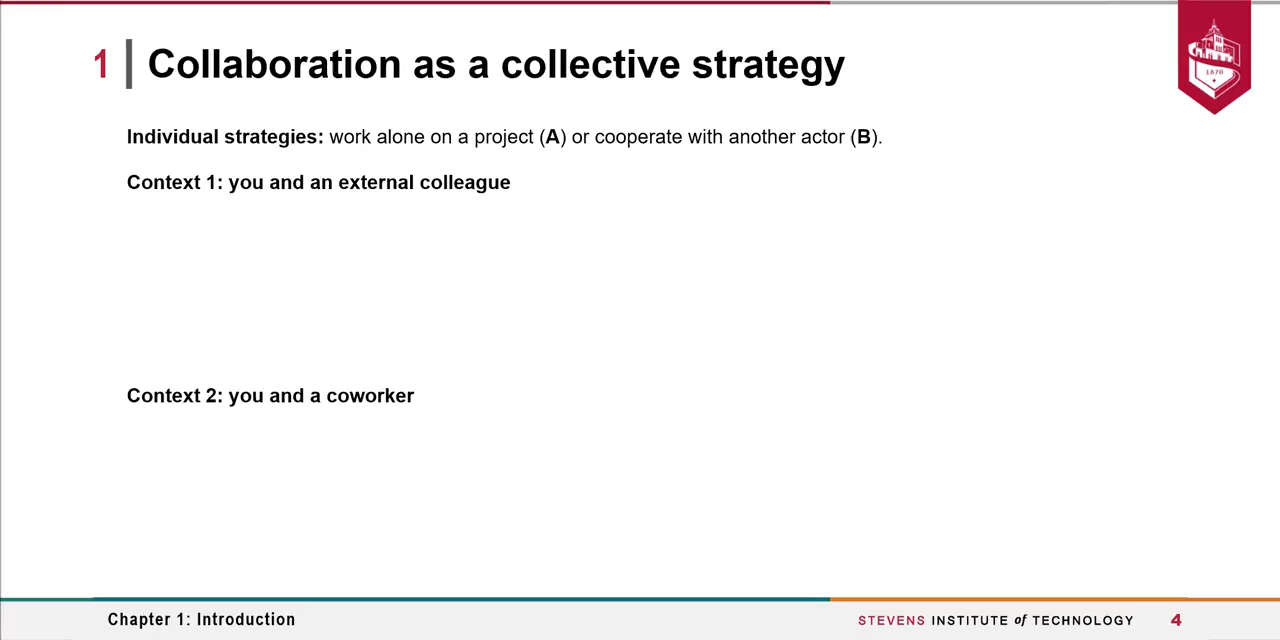 1 Collaboration as a collective strategy
1870
Individual strategies: work alone on a project (A) or cooperate with another actor (B).
Context 1: you and an external colleague
Context 2: you and a coworker
Chapter 1: Introduction
STEVENS INSTITUTE of TECHNOLOGY 4